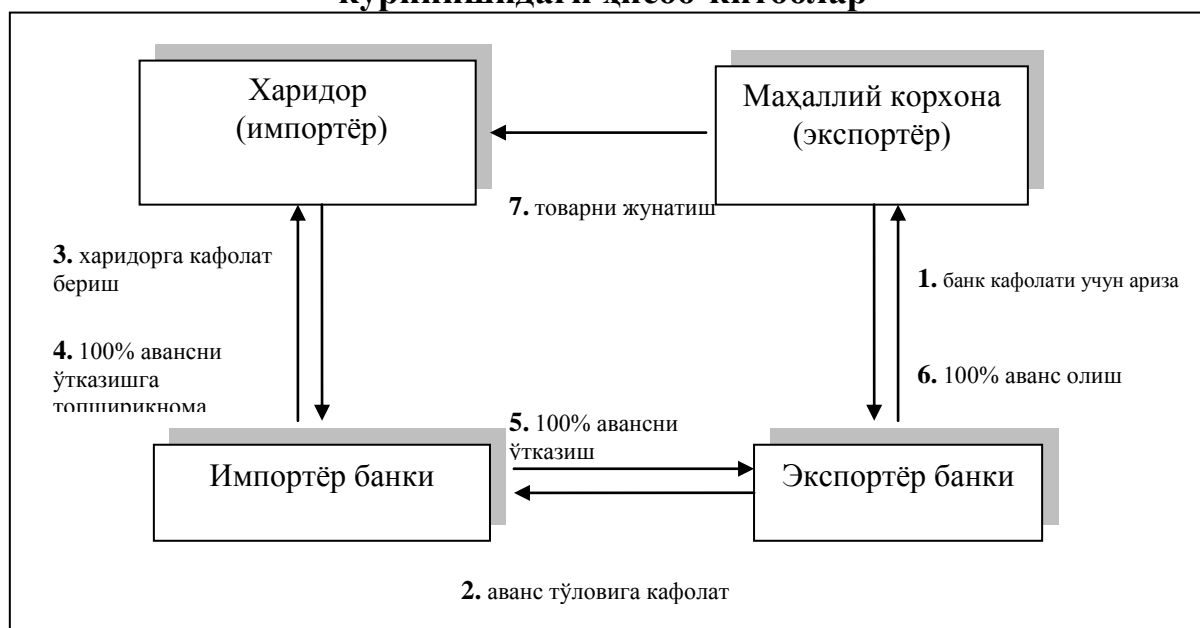 Харидор
(импортёр)
Маҳаллий корхона
(экспортёр)
7. товарни жунатиш
3. харидорга кафолат
бериш
1. банк кафолати учун ариза
4. 100% авансни
ўтказишга
топшириқнома
6. 100% аванс олиш
5. 100% авансни
ўтказиш
Импортёр банки
Экспортёр банки
2. аванс тўловига кафолат